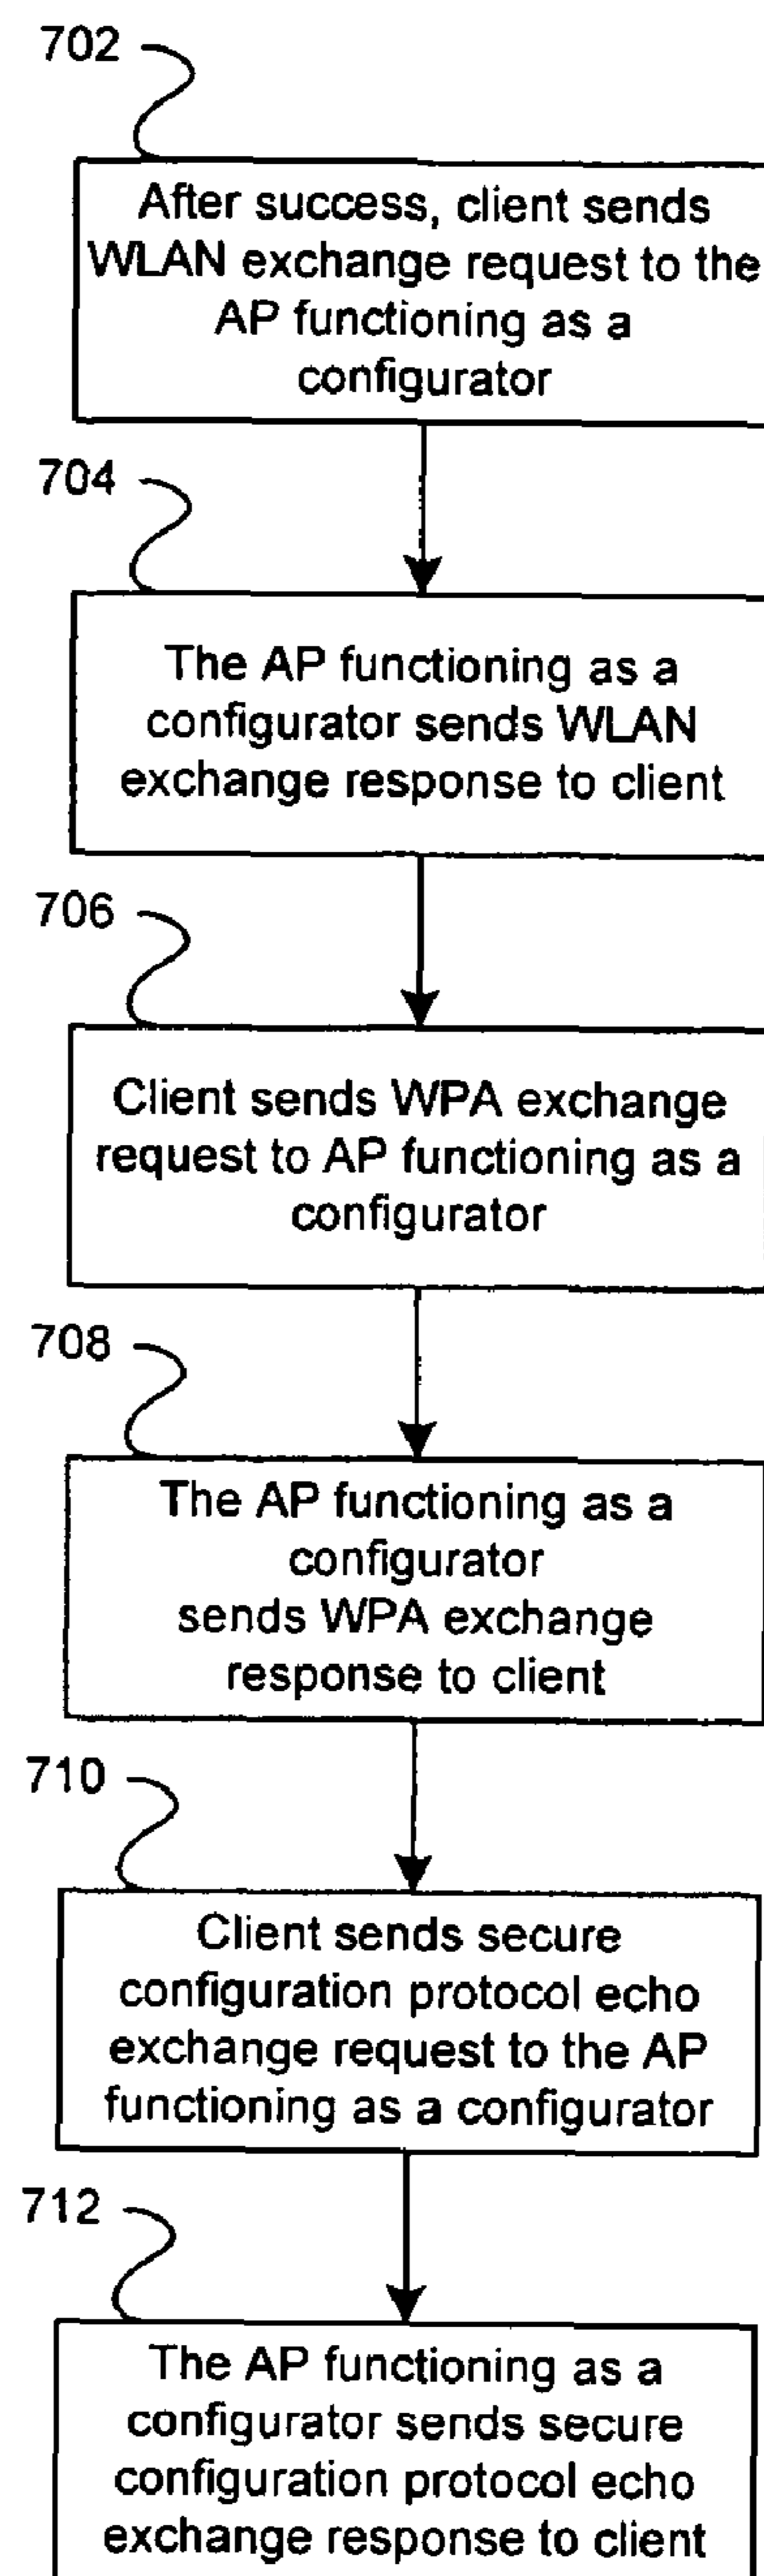 702
After success, client sends
WLAN exchange request to the
AP functioning as a
configurator
704
The AP functioning as a
configurator sends WLAN
exchange response to client
706
Client sends WPA exchange
request to AP functioning as a
configurator
708
The AP functioning as a
configurator
sends WPA exchange
response to client
710
Client sends secure
configuration protocol echo
exchange request to the AP
functioning as a configurator
712
The AP functioning as a
configurator sends secure
configuration protocol echo
exchange response to client